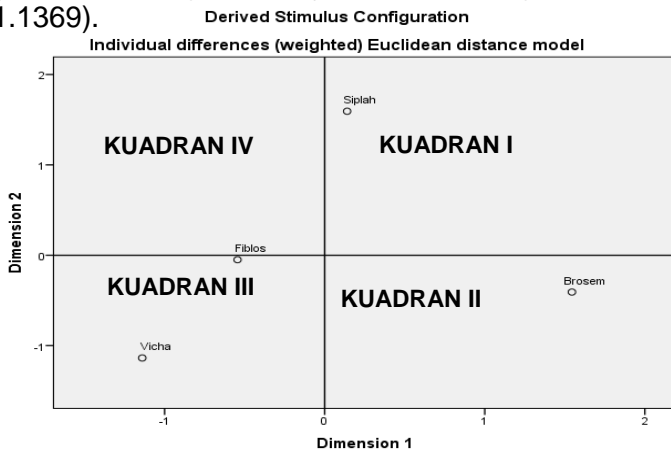 1.1369).
Derived Stimulus Configuration
Individual differences (weighted) Euclidean distance model
2
Siplah
KUADRAN IV
KUADRAN I
1
Dimension 2
Fiblos
0
KUADRAN III
Brosem
KUADRAN II
-1
Vicha
-1
0
1
2
Dimension 1